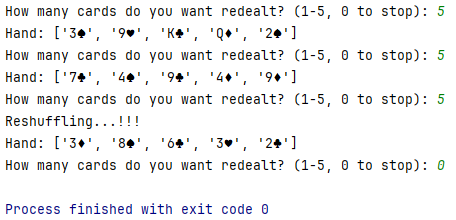 How many cards do you want redealt? (1-5, 0 to stop): 5
Hand: ['3♠', '9♥', 'K♣', 'Q♦', '2♠']
How many cards do you want redealt? (1-5, 0 to stop): 5
Hand: ['7♣', '4♠', '9♣', '4♦', '9♦']
How many cards do you want redealt? (1-5, 0 to stop): 5
Reshuffling...!!!
Hand: ['3♦', '8♠', '6♣', '3♥', '2♣']
How many cards do you want redealt? (1-5, 0 to stop): 0
Process finished with exit code 0